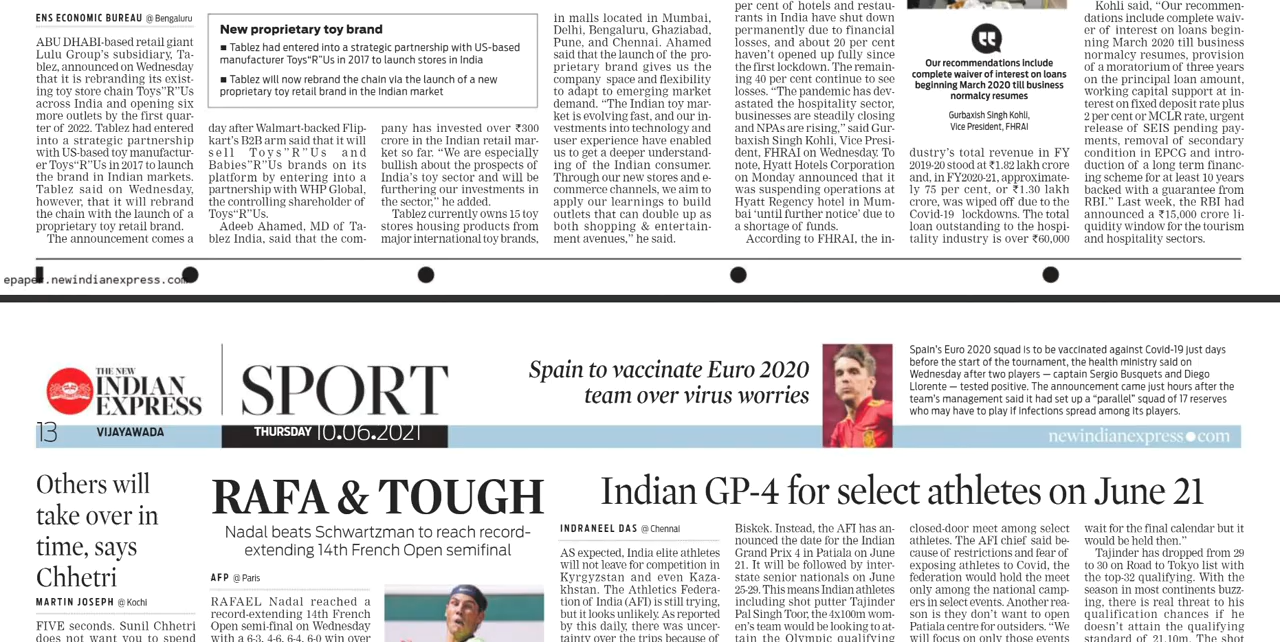 ENS ECONOMIC BUREAU @ Bengaluru
ABU DHABI-based retail giant
Lulu Group's subsidiary, Ta-
blez, announced on Wednesday
that it is rebranding its exist-
ing toy store chain Toys"R"Us
across India and opening six
more outlets by the first quar-
ter of 2022. Tablez had entered
into a strategic partnership
with US-based toy manufactur-
er Toys"R"Us in 2017 to launch
the brand in Indian markets.
Tablez said on Wednesday,
however, that it will rebrand
the chain with the launch of a
proprietary toy retail brand.
The announcement comes a
New proprietary toy brand
■ Tablez had entered into a strategic partnership with US-based
manufacturer Toys"R"Us in 2017 to launch stores in India
■ Tablez will now rebrand the chain via the launch of a new
proprietary toy retail brand in the Indian market
day after Walmart-backed Flip-
kart's B2B arm said that it will
sell Toys"R"Us and
Babies"R"Us brands on its
platform by entering into a
partnership with WHP Global,
the controlling shareholder of
Toys"R"Us.
Adeeb Ahamed, MD of Ta-
blez India, said that the com-
pany has invested over ₹300
crore in the Indian retail mar-
ket so far. "We are especially
bullish about the prospects of
India's toy sector and will be
furthering our investments in
the sector," he added.
Tablez currently owns 15 toy
stores housing products from
major international toy brands,
in malls located in Mumbai,
Delhi, Bengaluru, Ghaziabad,
Pune, and Chennai. Ahamed
said that the launch of the pro-
prietary brand gives us the
company space and flexibility
to adapt to emerging market
demand. "The Indian toy mar-
ket is evolving fast, and our in-
vestments into technology and
user experience have enabled
us to get a deeper understand-
ing of the Indian consumer.
Through our new stores and e-
commerce channels, we aim to
apply our learnings to build
outlets that can double up as
both shopping & entertain-
ment avenues," he said.
per cent of hotels and restau-
rants in India have shut down
permanently due to financial
losses, and about 20 per cent
haven't opened up fully since
the first lockdown. The remain-
ing 40 per cent continue to see
losses. "The pandemic has dev-
astated the hospitality sector,
businesses are steadily closing
and NPAs are rising," said Gur-
baxish Singh Kohli, Vice Presi-
dent, FHRAI on Wednesday. To
note, Hyatt Hotels Corporation
on Monday announced that it
was suspending operations at
Hyatt Regency hotel in Mum-
bai 'until further notice' due to
a shortage of funds.
According to FHRAI, the in-
Our recommendations include
complete waiver of interest on loans
beginning March 2020 till business
normalcy resumes
Gurbaxish Singh Kohli,
Vice President, FHRAI
dustry's total revenue in FY
2019-20 stood at ₹1.82 lakh crore
and, in FY2020-21, approximate-
ly 75 per cent, or ₹1.30 lakh
crore, was wiped off due to the
Covid-19 lockdowns. The total
loan outstanding to the hospi-
tality industry is over ₹60,000
Kohli said, "Our recommen-
dations include complete waiv-
er of interest on loans begin-
ning March 2020 till business
normalcy resumes, provision
of a moratorium of three years
on the principal loan amount,
working capital support at in-
terest on fixed deposit rate plus
2 per cent or MCLR rate, urgent
release of SEIS pending pay-
ments, removal of secondary
condition in EPCG and intro-
duction of a long term financ-
ing scheme for at least 10 years
backed with a guarantee from
RBI." Last week, the RBI had
announced a ₹15,000 crore li-
quidity window for the tourism
and hospitality sectors.
epaper.newindianexpress.com
THE NEW
INDIAN
EXPRESS
SPORT
13
VIJAYAWADA
THURSDAY 10.06.2021
Spain to vaccinate Euro 2020
team over virus worries
Spain's Euro 2020 squad is to be vaccinated against Covid-19 just days
before the start of the tournament, the health ministry said on
Wednesday after two players — captain Sergio Busquets and Diego
Llorente — tested positive. The announcement came just hours after the
team's management said it had set up a "parallel" squad of 17 reserves
who may have to play if infections spread among its players.
newindianexpress●com
Others will
take over in
time, says
Chhetri
MARTIN JOSEPH @ Kochi
FIVE seconds. Sunil Chhetri
does not want you to spend
RAFA & TOUGH
Nadal beats Schwartzman to reach record-
extending 14th French Open semifinal
AFP @ Paris
RAFAEL Nadal reached a
record-extending 14th French
Open semi-final on Wednesday
with a 6-3, 4-6, 6-4, 6-0 win over
Indian GP-4 for select athletes on June 21
INDRANEEL DAS @ Chennai
AS expected, India elite athletes
will not leave for competition in
Kyrgyzstan and even Kaza-
khstan. The Athletics Federa-
tion of India (AFI) is still trying,
but it looks unlikely. As reported
by this daily, there was uncer-
tainty over the trips because of
Biskek. Instead, the AFI has an-
nounced the date for the Indian
Grand Prix 4 in Patiala on June
21. It will be followed by inter-
state senior nationals on June
25-29. This means Indian athletes
including shot putter Tajinder
Pal Singh Toor, the 4x100m wom-
en's team would be looking to at-
tain the Olympic qualifying
closed-door meet among select
athletes. The AFI chief said be-
cause of restrictions and fear of
exposing athletes to Covid, the
federation would hold the meet
only among the national camp-
ers in select events. Another rea-
son is they don't want to open
Patiala centre for outsiders. "We
will focus on only those events
wait for the final calendar but it
would be held then."
Tajinder has dropped from 29
to 30 on Road to Tokyo list with
the top-32 qualifying. With the
season in most continents buzz-
ing, there is real threat to his
qualification chances if he
doesn't attain the qualifying
standard of 21.10m. The shot